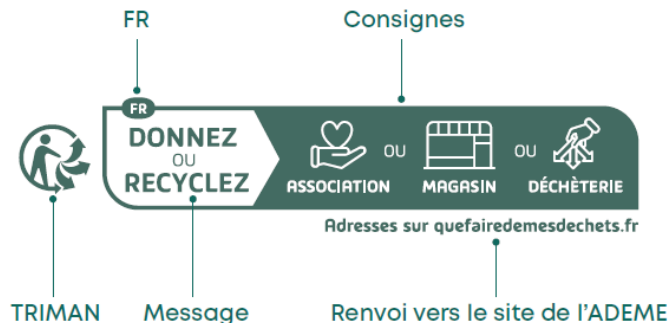 FR
Consignes
FR
DONNEZ
OU
RECYCLEZ
ASSOCIATION
OU
MAGASIN
OU
DÉCHÈTERIE
Adresses sur quefairedemesdechets.fr
TRIMAN
Message
Renvoi vers le site de l'ADEME